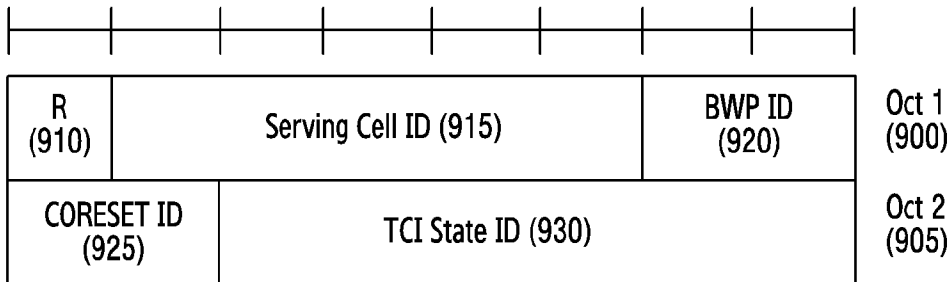 R
(910)
Serving Cell ID (915)
BWP ID
(920)
Oct 1
(900)
CORESET ID
(925)
TCI State ID (930)
Oct 2
(905)